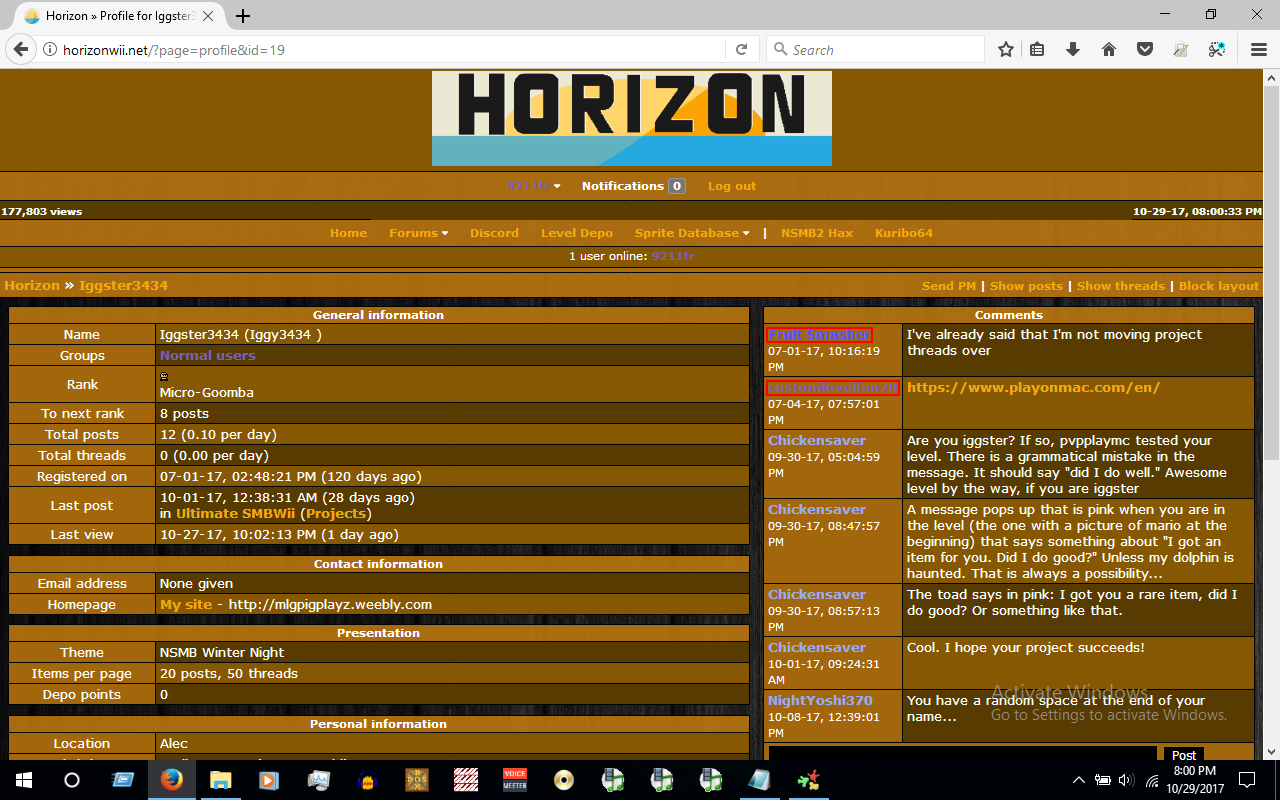 Horizon » Profile for Iggster3
horizonwii.net/?page=profile&id=19
Search
HORIZON
9211tr
Notifications 0
Log out
177,803 views
10-29-17, 08:00:33 PM
Home
Forums
Discord
Level Depo
Sprite Database
|
NSMB2 Hax
Kuribo64
1 user online: 9211tr
Horizon » Iggster3434
Send PM | Show posts | Show threads | Block layout
General information
Name
Iggster3434 (Iggy3434 )
Groups
Normal users
Rank
Micro-Goomba
To next rank
8 posts
Total posts
12 (0.10 per day)
Total threads
0 (0.00 per day)
Registered on
07-01-17, 02:48:21 PM (120 days ago)
Last post
10-01-17, 12:38:31 AM (28 days ago)
in Ultimate SMBWii (Projects)
Last view
10-27-17, 10:02:13 PM (1 day ago)
Contact information
Email address
None given
Homepage
My site - http://mlgpigplayz.weebly.com
Presentation
Theme
NSMB Winter Night
Items per page
20 posts, 50 threads
Depo points
0
Personal information
Location
Alec
Comments
Fruit Smasher
07-01-17, 10:16:19
PM
I've already said that I'm not moving project
threads over
customlevelfan78
07-04-17, 07:57:01
PM
https://www.playonmac.com/en/
Chickensaver
09-30-17, 05:04:59
PM
Are you iggster? If so, pvpplaymc tested your
level. There is a grammatical mistake in the
message. It should say "did I do well." Awesome
level by the way, if you are iggster
Chickensaver
09-30-17, 08:47:57
PM
A message pops up that is pink when you are in
the level (the one with a picture of mario at the
beginning) that says something about "I got an
item for you. Did I do good?" Unless my dolphin is
haunted. That is always a possibility...
Chickensaver
09-30-17, 08:57:13
PM
The toad says in pink: I got you a rare item, did I
do good? Or something like that.
Chickensaver
10-01-17, 09:24:31
AM
Cool. I hope your project succeeds!
NightYoshi370
10-08-17, 12:39:01
PM
You have a random space at the end of your
name...
Post
Activate Windows
Go to Settings to activate Windows.
BOX
DOS
VOICE
MEETER
8:00 PM
10/29/2017